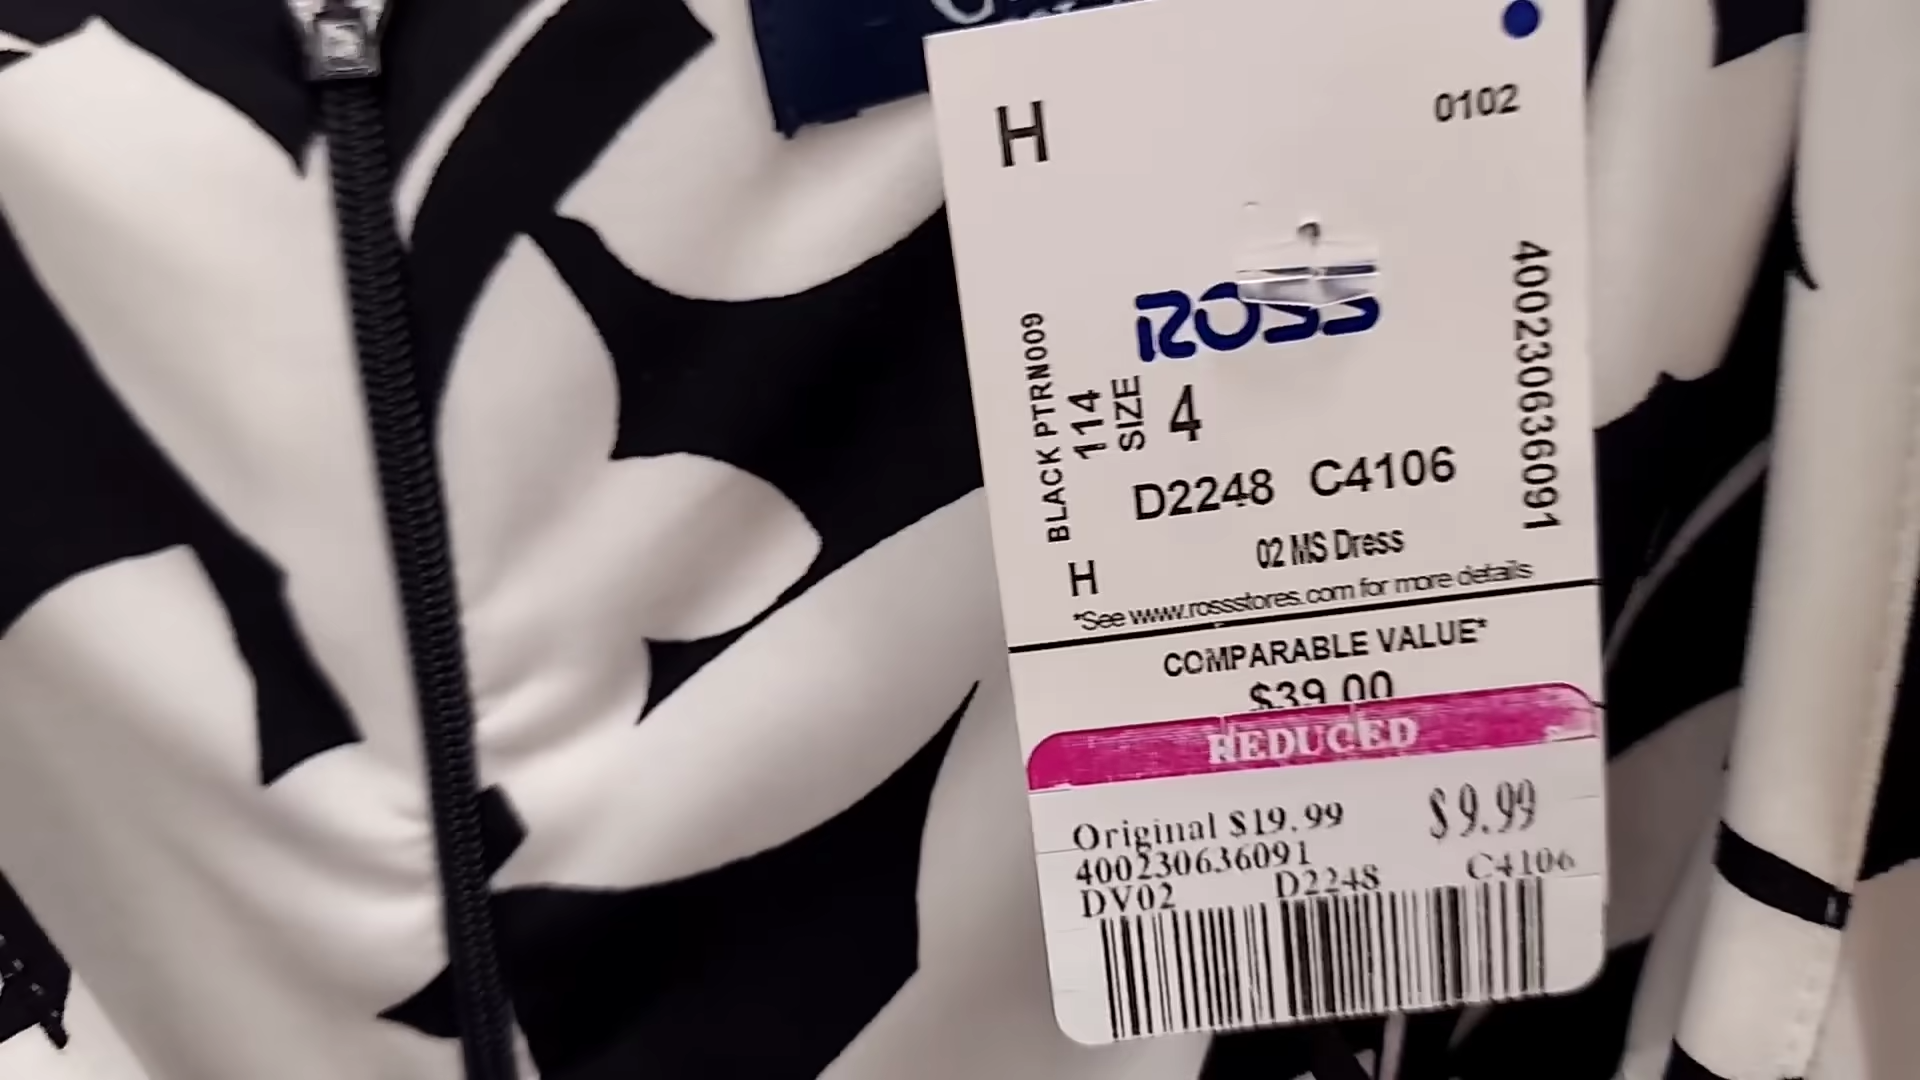 H
0102
ROSS
400230636091
BLACK PTRN009
114
SIZE
4
D2248 C4106
02 MS Dress
H
*See www.rossstores.com for more details
COMPARABLE VALUE*
$39.00
REDUCED
Original $19.99 $9.99
400230636091
DV02 D2248 C4106